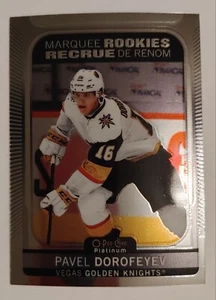 MARQUEE ROOKIES
RECRUE DE RENOM
16
O-Pee-Chee
Platinum
PAVEL DOROFEYEV
VEGAS GOLDEN KNIGHTS